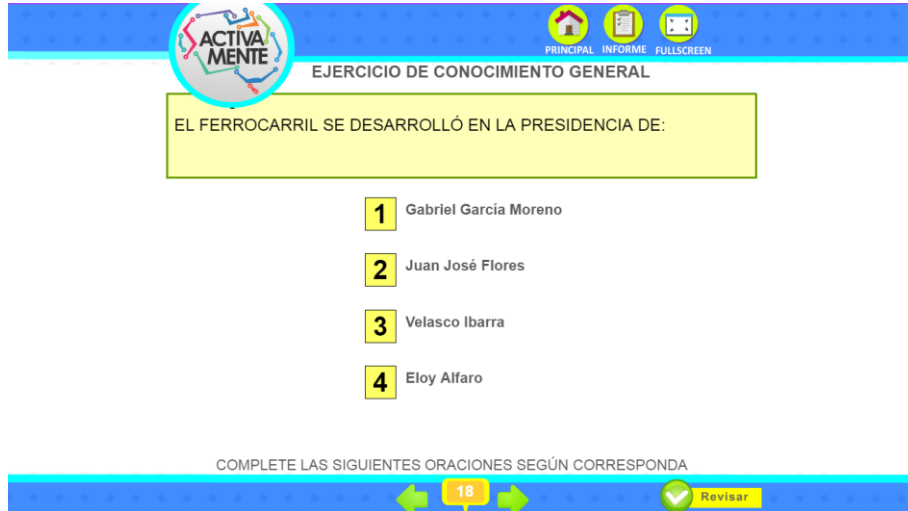 ACTIVA
MENTE
PRINCIPAL INFORME FULLSCREEN
EJERCICIO DE CONOCIMIENTO GENERAL
EL FERROCARRIL SE DESARROLLÓ EN LA PRESIDENCIA DE:
1 Gabriel García Moreno
2 Juan José Flores
3 Velasco Ibarra
4 Eloy Alfaro
COMPLETE LAS SIGUIENTES ORACIONES SEGÚN CORRESPONDA
18
Revisar